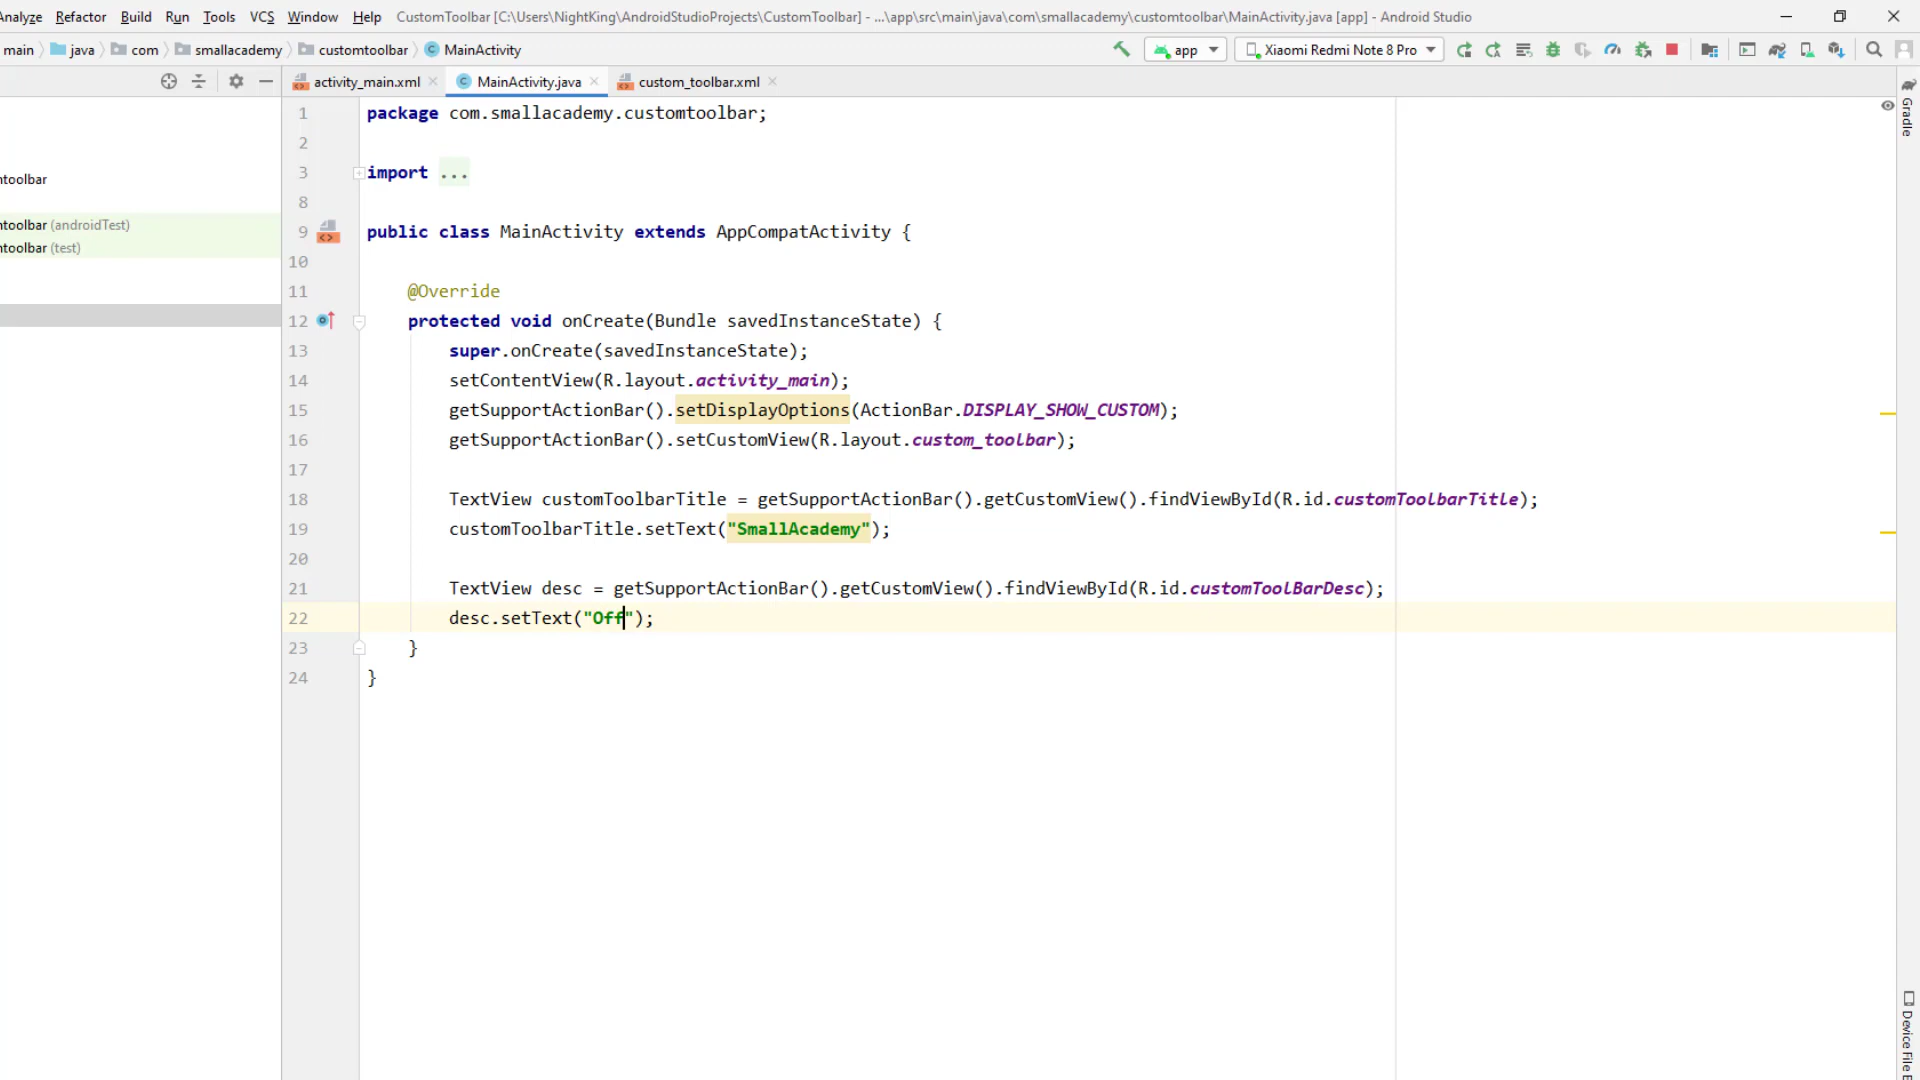 Analyze Refactor Build Run Tools VCS Window Help CustomToolbar [C:\Users\NightKing\AndroidStudioProjects\CustomToolbar] - ...\app\src\main\java\com\smallacademy\customtoolbar\MainActivity.java [app] - Android Studio
main java com smallacademy customtoolbar MainActivity app Xiaomi Redmi Note 8 Pro
activity_main.xml MainActivity.java custom_toolbar.xml
ntoolbar
ntoolbar (androidTest)
ntoolbar (test)
1 package com.smallacademy.customtoolbar;
2
3 import ...
8
9 public class MainActivity extends AppCompatActivity {
10
11 @Override
12 protected void onCreate(Bundle savedInstanceState) {
13 super.onCreate(savedInstanceState);
14 setContentView(R.layout.activity_main);
15 getSupportActionBar().setDisplayOptions(ActionBar.DISPLAY_SHOW_CUSTOM);
16 getSupportActionBar().setCustomView(R.layout.custom_toolbar);
17
18 TextView customToolbarTitle = getSupportActionBar().getCustomView().findViewById(R.id.customToolbarTitle);
19 customToolbarTitle.setText("SmallAcademy");
20
21 TextView desc = getSupportActionBar().getCustomView().findViewById(R.id.customToolBarDesc);
22 desc.setText("Off");
23 }
24 }
Gradle
Device File E